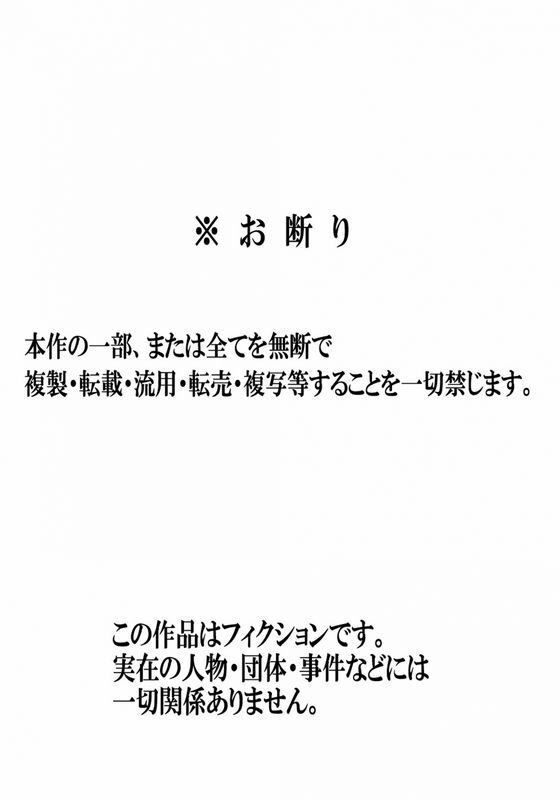 ※お断り
本作の一部、または全てを無断で
複製・転載・流用・転売・複写等することを一切禁じます。
この作品はフィクションです。
実在の人物・団体・事件などには
一切関係ありません。